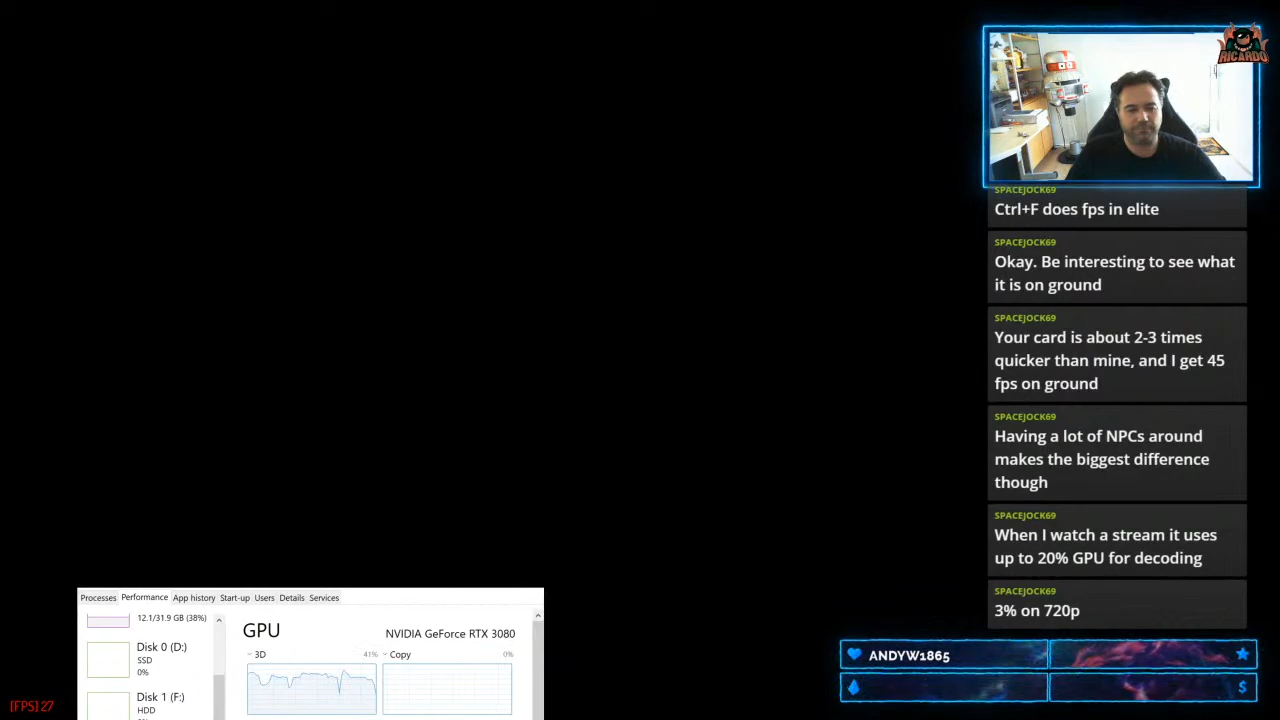 RICARDO
SPACEJOCK69
Ctrl+F does fps in elite
SPACEJOCK69
Okay. Be interesting to see what
it is on ground
SPACEJOCK69
Your card is about 2-3 times
quicker than mine, and I get 45
fps on ground
SPACEJOCK69
Having a lot of NPCs around
makes the biggest difference
though
SPACEJOCK69
When I watch a stream it uses
up to 20% GPU for decoding
SPACEJOCK69
3% on 720p
ANDYW1865
$
Processes Performance App history Start-up Users Details Services
12.1/31.9 GB (38%)
Disk 0 (D:)
SSD
0%
Disk 1 (F:)
HDD
GPU
NVIDIA GeForce RTX 3080
3D 41%
Copy 0%
[FPS] 27